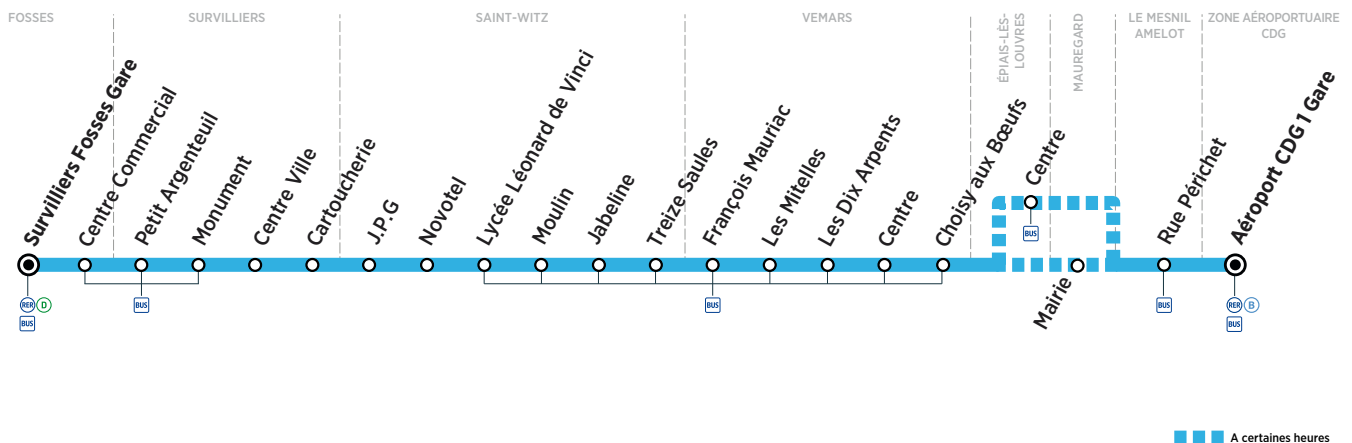 FOSSES
SURVILLIERS
SAINT-WITZ
VEMARS
ÉPIAIS-LÈS-
LOUVRES
MAUREGARD
LE MESNIL
AMELOT
ZONE AÉROPORTUAIRE
CDG
Survilliers Fosses Gare
Centre Commercial
Petit Argenteuil
Monument
Centre Ville
Cartoucherie
J.P.G
Novotel
Lycée Léonard de Vinci
Moulin
Jabeline
Treize Saules
François Mauriac
Les Mitelles
Les Dix Arpents
Centre
Choisy aux Bœufs
Centre
Mairie
Rue Périchet
Aéroport CDG 1 Gare
BUS
RER D
BUS
BUS
BUS
BUS
RER B
BUS
A certaines heures